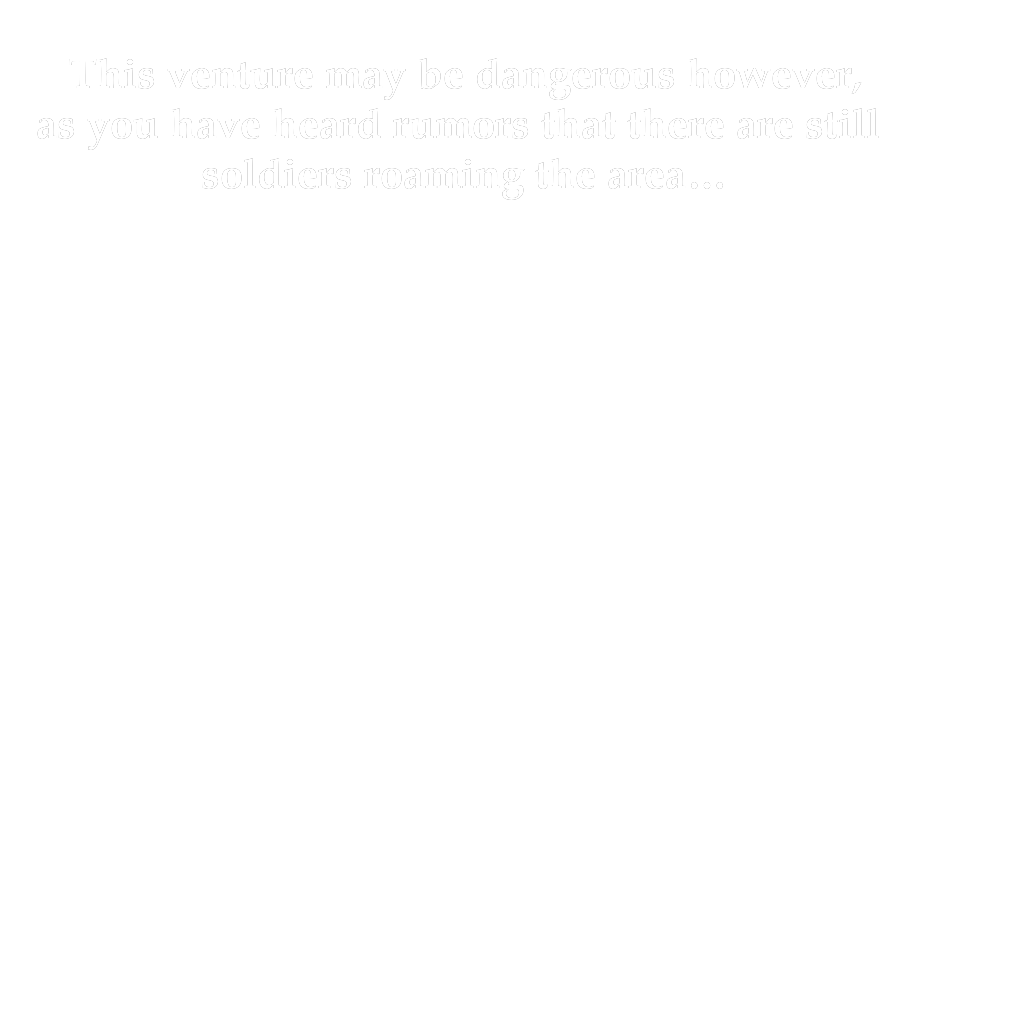 This venture may be dangerous however,
as you have heard rumors that there are still
soldiers roaming the area...